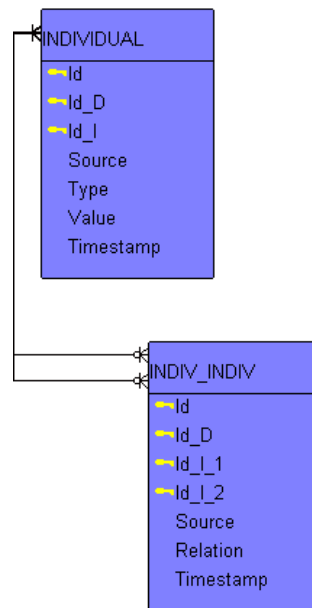 INDIVIDUAL
Id
Id_D
Id_I
Source
Type
Value
Timestamp
INDIV_INDIV
Id
Id_D
Id_I_1
Id_I_2
Source
Relation
Timestamp